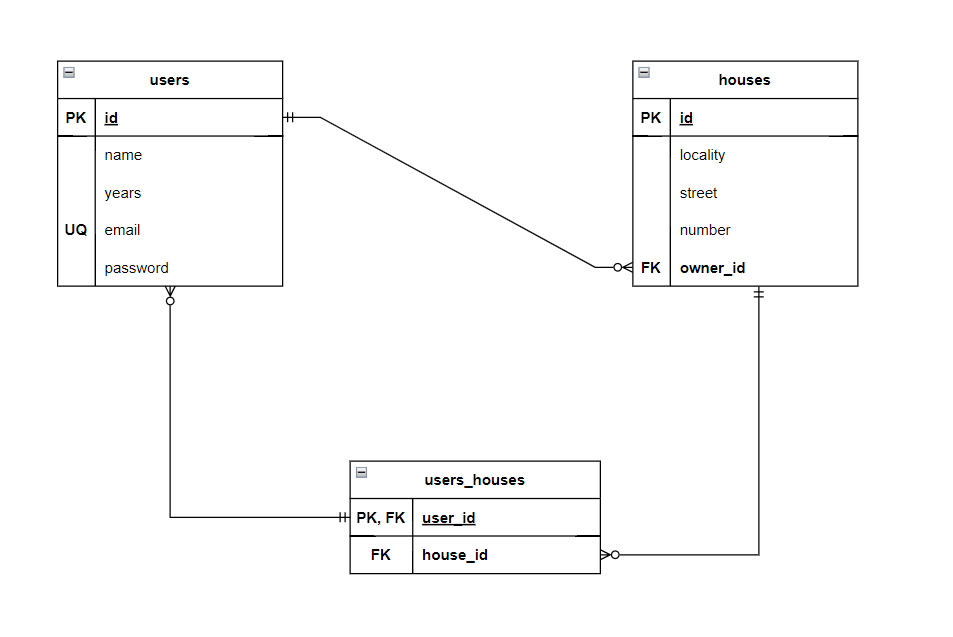 users
PK id
name
years
UQ email
password
houses
PK id
locality
street
number
FK owner_id
users_houses
PK, FK user_id
FK house_id